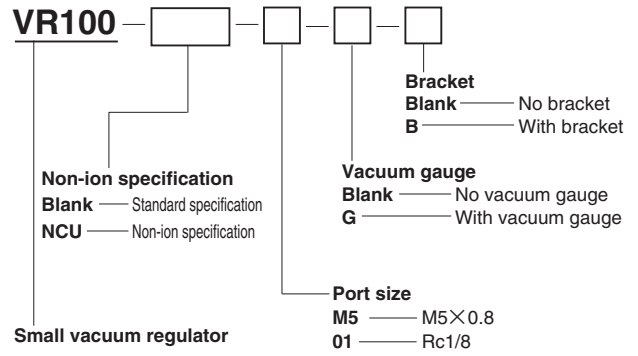 VR100
Bracket
Blank No bracket
B With bracket
Non-ion specification
Blank Standard specification
NCU Non-ion specification
Vacuum gauge
Blank No vacuum gauge
G With vacuum gauge
Port size
M5 M5×0.8
01 Rc1/8
Small vacuum regulator